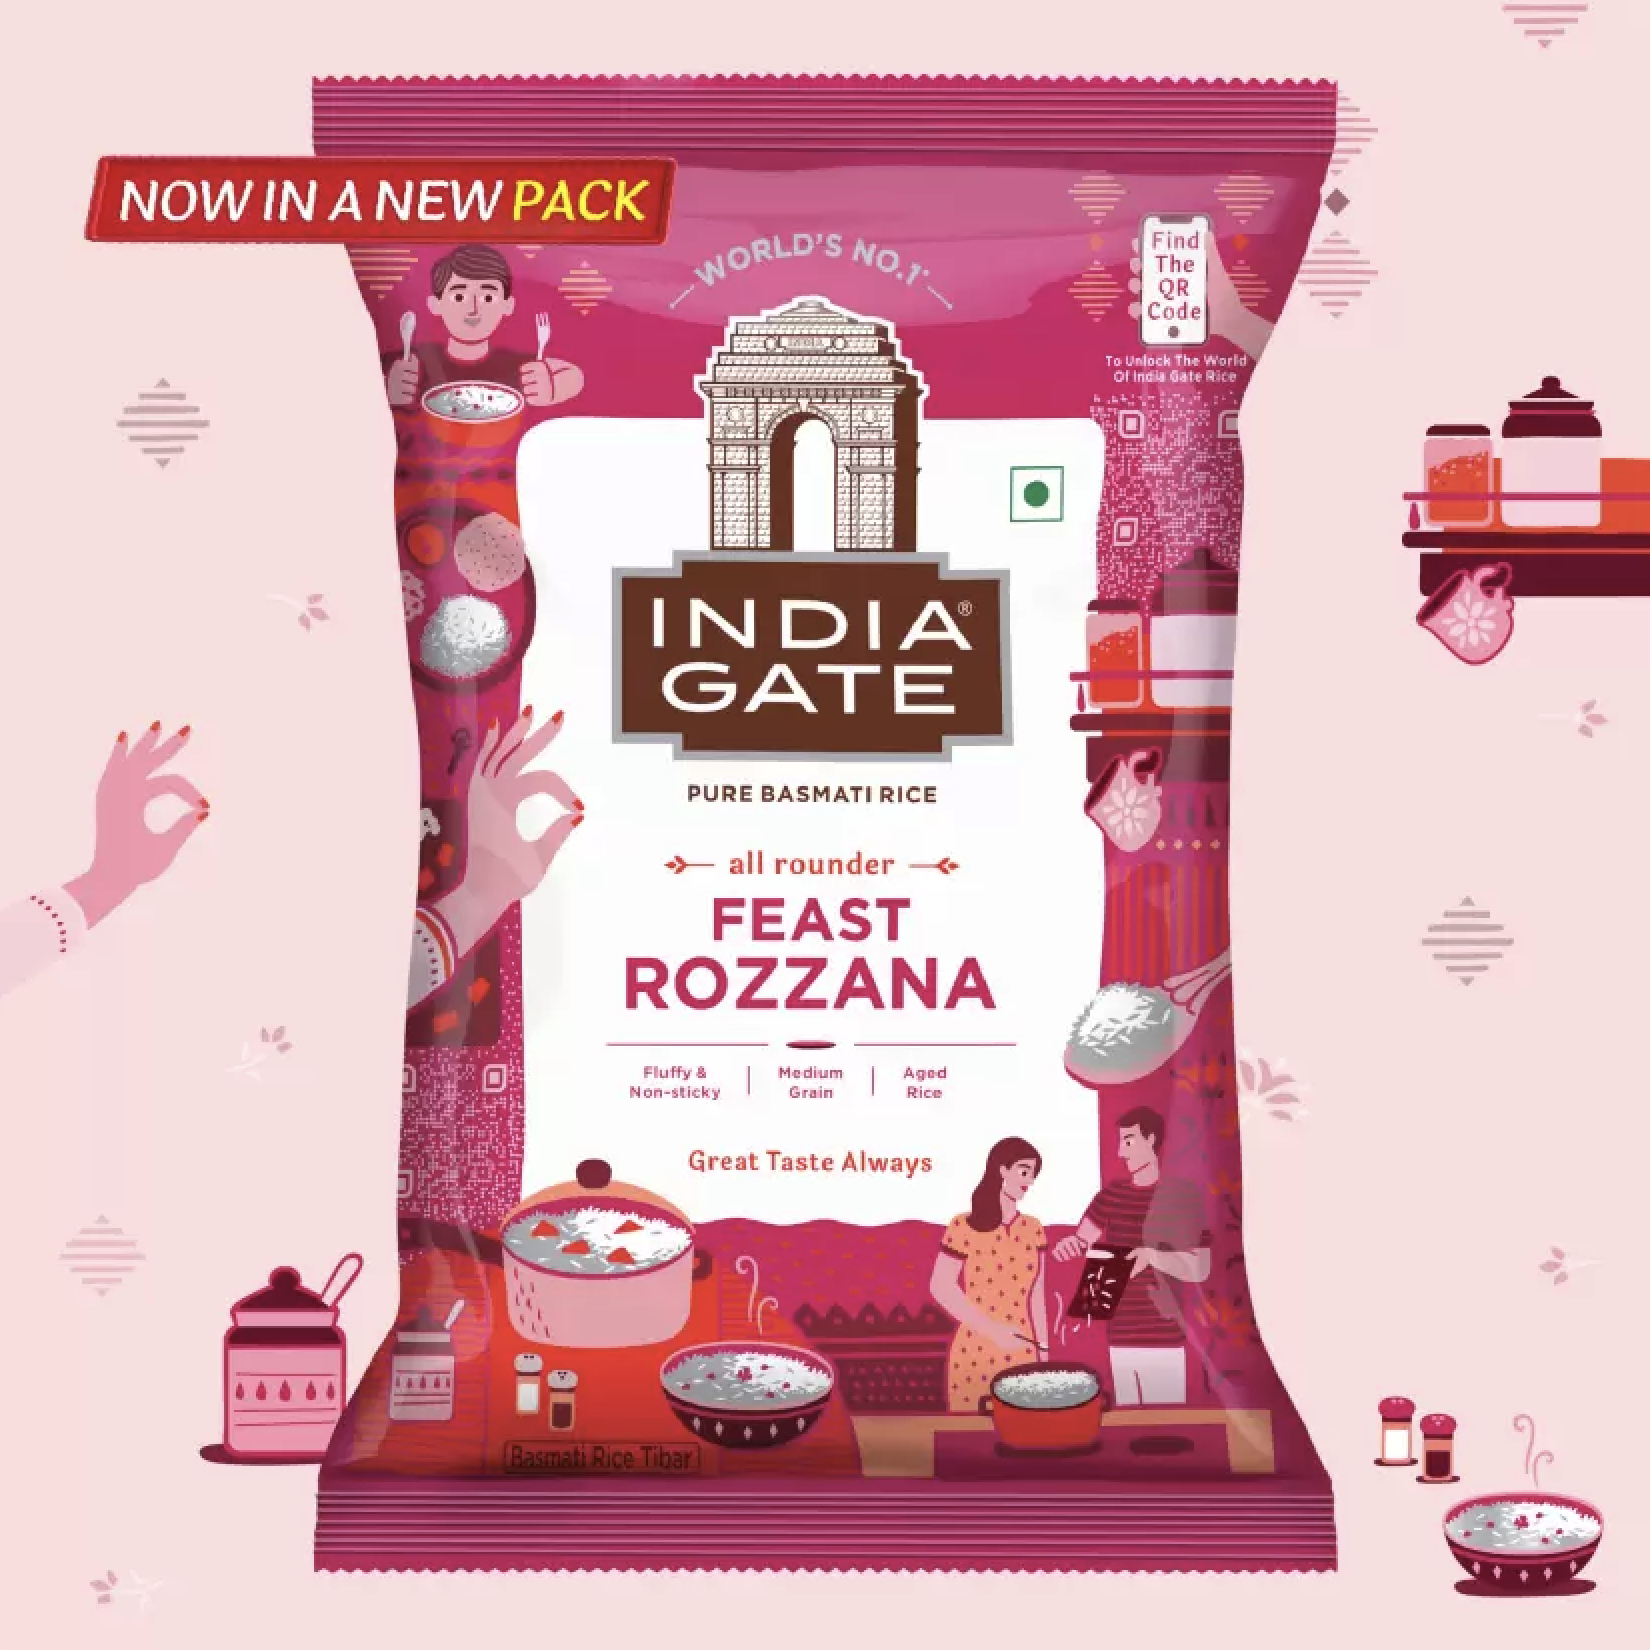 NOW IN A NEW PACK
WORLD'S NO.1*
Find
The
QR
Code
To Unlock The World
Of India Gate Rice
INDIA
INDIA®
GATE
PURE BASMATI RICE
all rounder
FEAST
ROZZANA
Fluffy &
Non-sticky
Medium
Grain
Aged
Rice
Great Taste Always
Basmati Rice Tibar